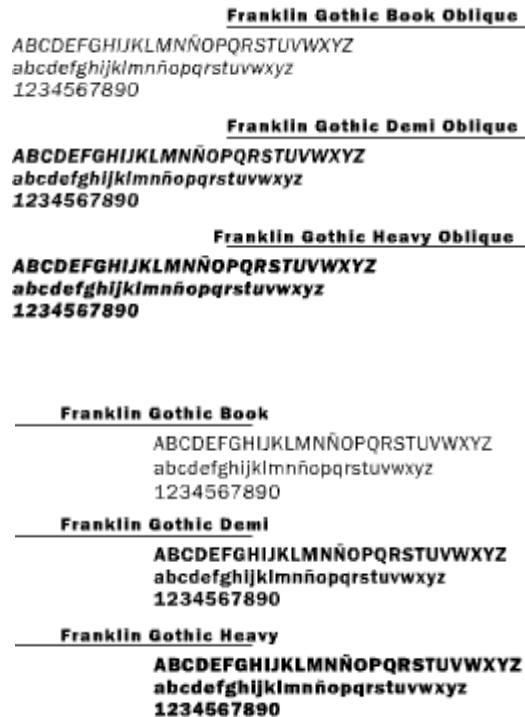 Franklin Gothic Book Oblique
ABCDEFGHIJKLMNÑOPQRSTUVWXYZ
abcdefghijklmnñopqrstuvwxyz
1234567890
Franklin Gothic Demi Oblique
ABCDEFGHIJKLMNÑOPQRSTUVWXYZ
abcdefghijklmnñopqrstuvwxyz
1234567890
Franklin Gothic Heavy Oblique
ABCDEFGHIJKLMNÑOPQRSTUVWXYZ
abcdefghijklmnñopqrstuvwxyz
1234567890
Franklin Gothic Book
ABCDEFGHIJKLMNÑOPQRSTUVWXYZ
abcdefghijklmnñopqrstuvwxyz
1234567890
Franklin Gothic Demi
ABCDEFGHIJKLMNÑOPQRSTUVWXYZ
abcdefghijklmnñopqrstuvwxyz
1234567890
Franklin Gothic Heavy
ABCDEFGHIJKLMNÑOPQRSTUVWXYZ
abcdefghijklmnñopqrstuvwxyz
1234567890